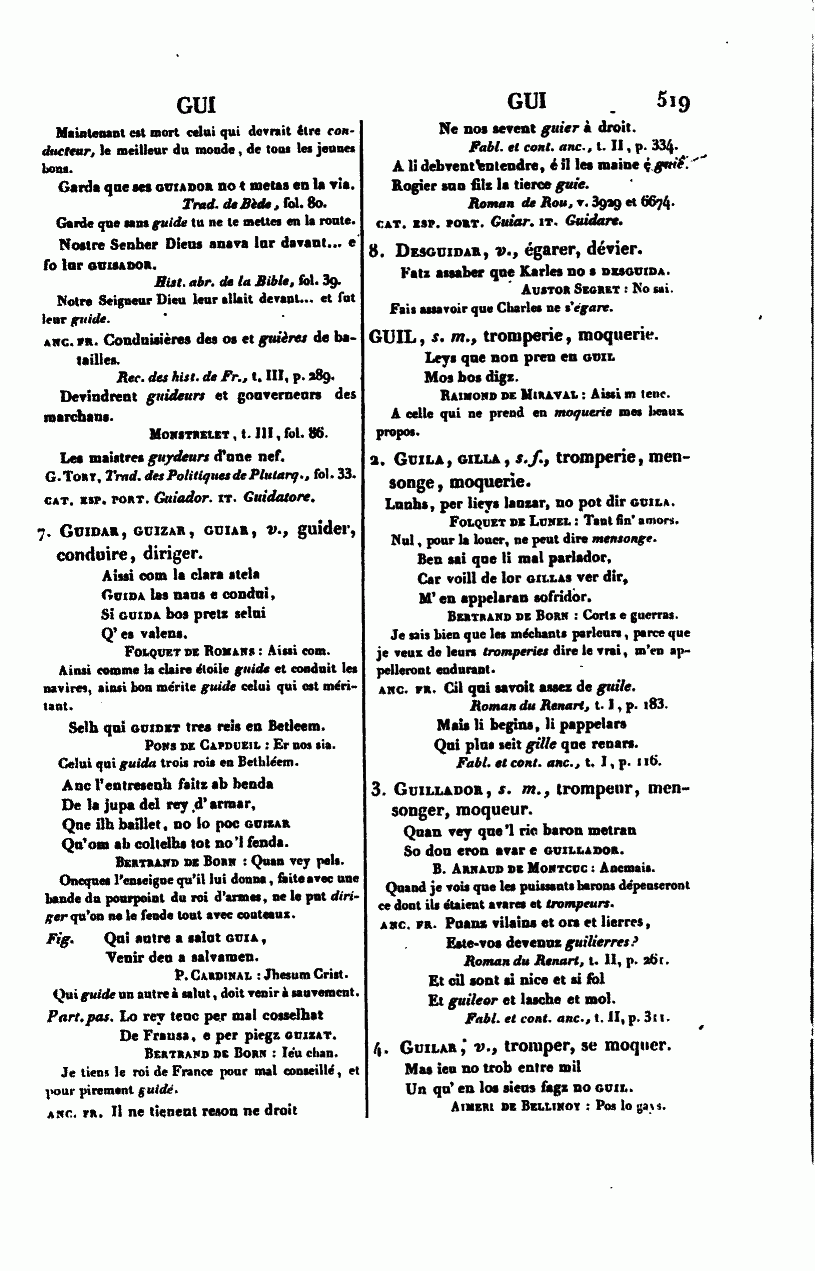 GUI
Maintenant est mort celui qui devrait être con-
ducteur, le meilleur du monde, de tous les jeunes
bons.
Garda que ses GUIADOR no t metas en la via.
Trad. de Bède, fol. 80.
Garde que sans guide tu ne te mettes en la route.
Nostre Senher Dieus anava lur davant... e
fo lur GUISADOR.
Hist. abr. de la Bible, fol. 39.
Notre Seigneur Dieu leur allait devant... et fut
leur guide.
ANC. FR. Conduisières des os et guières de ba-
tailles.
Rec. des hist. de Fr., t. III, p. 289.
Devindrent guideurs et gouverneurs des
marchans.
MONSTRELET, t. III, fol. 86.
Les maistres guydeurs d'une nef.
G. TORY, Trad. des Politiques de Plutarq., fol. 33.
CAT. ESP. PORT. Guiador. IT. Guidatore.
7. GUIDAR, GUIZAR, GUIAR, v., guider,
conduire, diriger.
Aissi com la clara stela
GUIDA las naus e condui,
Si GUIDA bos pretz selui
Q' es valens.
FOLQUET DE ROMANS : Aissi com.
Ainsi comme la claire étoile guide et conduit les
navires, ainsi bon mérite guide celui qui est méri-
tant.
Selh qui GUIDET tres reis en Betleem.
PONS DE CAPDUEIL : Er nos sia.
Celui qui guida trois rois en Bethléem.
Anc l'entresenh faitz ab benda
De la jupa del rey d'armar,
Que ilh baillet, no lo poc GUIZAR
Qu'om ab coltelhs tot no'l fenda.
BERTRAND DE BORN : Quan vey pels.
Oncques l'enseigne qu'il lui donna, faite avec une
bande du pourpoint du roi d'armes, ne le put diri-
ger qu'on ne le fende tout avec couteaux.
Fig. Qui autre a salut GUIA,
Venir deu a salvamen.
P. CARDINAL : Jhesum Crist.
Qui guide un autre à salut, doit venir à sauvement.
Part. pas. Lo rey tenc per mal cosselhat
De Fransa, e per piegz GUIZAT.
BERTRAND DE BORN : Ieu chan.
Je tiens le roi de France pour mal conseillé, et
pour pirement guidé.
ANC. FR. Il ne tienent reson ne droit
GUI 519
Ne nos sevent guier à droit.
Fabl. et cont. anc., t. II, p. 334.
A li debvent entendre, é il les maine é guie.
Rogier sun filz la tierce guie.
Roman de Rou, v. 3929 et 6674.
CAT. ESP. PORT. Guiar. IT. Guidare.
8. DESGUIDAR, v., égarer, dévier.
Fatz assaber que Karles no s DESGUIDA.
AUSTOR SEGRET : No sai.
Fais assavoir que Charles ne s'égare.
GUIL, s. m., tromperie, moquerie.
Leys que non pren en GUIL
Mos bos digz.
RAIMOND DE MIRAVAL : Aissi m tenc.
A celle qui ne prend en moquerie mes beaux
propos.
2. GUILA, GILLA, s. f., tromperie, men-
songe, moquerie.
Lunhs, per lieys lauzar, no pot dir GUILA.
FOLQUET DE LUNEL : Tant fin' amors.
Nul, pour la louer, ne peut dire mensonge.
Ben sai que li mal parlador,
Car voill de lor GILLAS ver dir,
M' en appelaran sofridor.
BERTRAND DE BORN : Corts e guerras.
Je sais bien que les méchants parleurs, parce que
je veux de leurs tromperies dire le vrai, m'en ap-
pelleront endurant.
ANC. FR. Cil qui savoit assez de guile.
Roman du Renart, t. I, p. 183.
Mais li begins, li pappelars
Qui plus seit gille que renars.
Fabl. et cont. anc., t. I, p. 116.
3. GUILLADOR, s. m., trompeur, men-
songer, moqueur.
Quan vey que'l ric baron metran
So don eron avar e GUILLADOR.
B. ARNAUD DE MONTCUC : Anemais.
Quand je vois que les puissants barons dépenseront
ce dont ils étaient avares et trompeurs.
ANC. FR. Puanz vilains et ors et lierres,
Este-vos devenuz guilierres?
Roman du Renart, t. II, p. 261.
Et cil sont si nice et si fol
Et guileor et lasche et mol.
Fabl. et cont. anc., t. II, p. 311.
4. GUILAR, v., tromper, se moquer.
Mas ieu no trob entre mil
Un qu' en los sieus fagz no GUIL.
AIMERI DE BELLINOY : Pos lo gays.